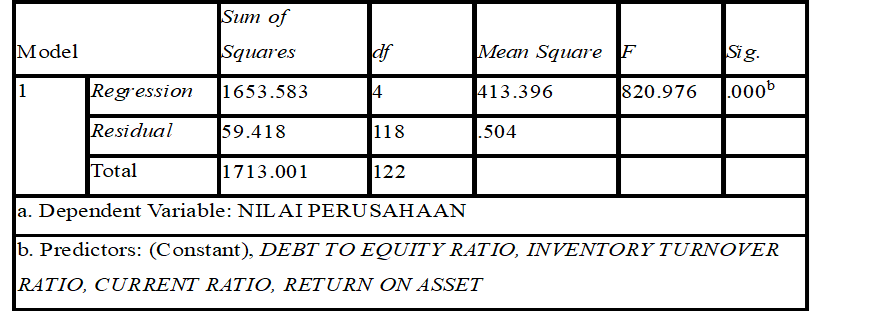 Model Sum of Squares df Mean Square F Sig.
1 Regression 1653.583 4 413.396 820.976 .000b
Residual 59.418 118 .504
Total 1713.001 122
a. Dependent Variable: NILAI PERUSAHAAN
b. Predictors: (Constant), DEBT TO EQUITY RATIO, INVENTORY TURNOVER
RATIO, CURRENT RATIO, RETURN ON ASSET